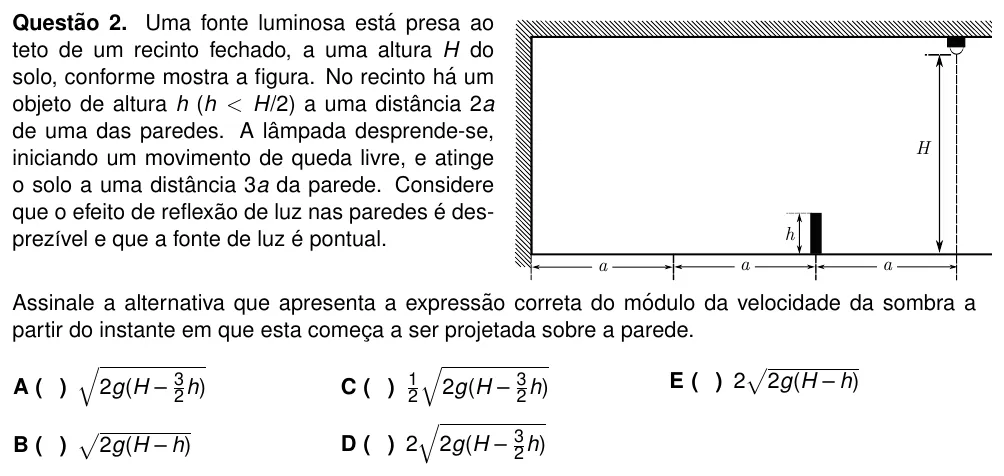 Questão 2. Uma fonte luminosa está presa ao
teto de um recinto fechado, a uma altura H do
solo, conforme mostra a figura. No recinto há um
objeto de altura h (h < H/2) a uma distância 2a
de uma das paredes. A lâmpada desprende-se,
iniciando um movimento de queda livre, e atinge
o solo a uma distância 3a da parede. Considere
que o efeito de reflexão de luz nas paredes é des-
prezível e que a fonte de luz é pontual.
H
h
a a a
Assinale a alternativa que apresenta a expressão correta do módulo da velocidade da sombra a
partir do instante em que esta começa a ser projetada sobre a parede.
A ( ) √(2g(H – 3/2 h)) C ( ) 1/2 √(2g(H – 3/2 h)) E ( ) 2√(2g(H – h))
B ( ) √(2g(H – h)) D ( ) 2√(2g(H – 3/2 h))